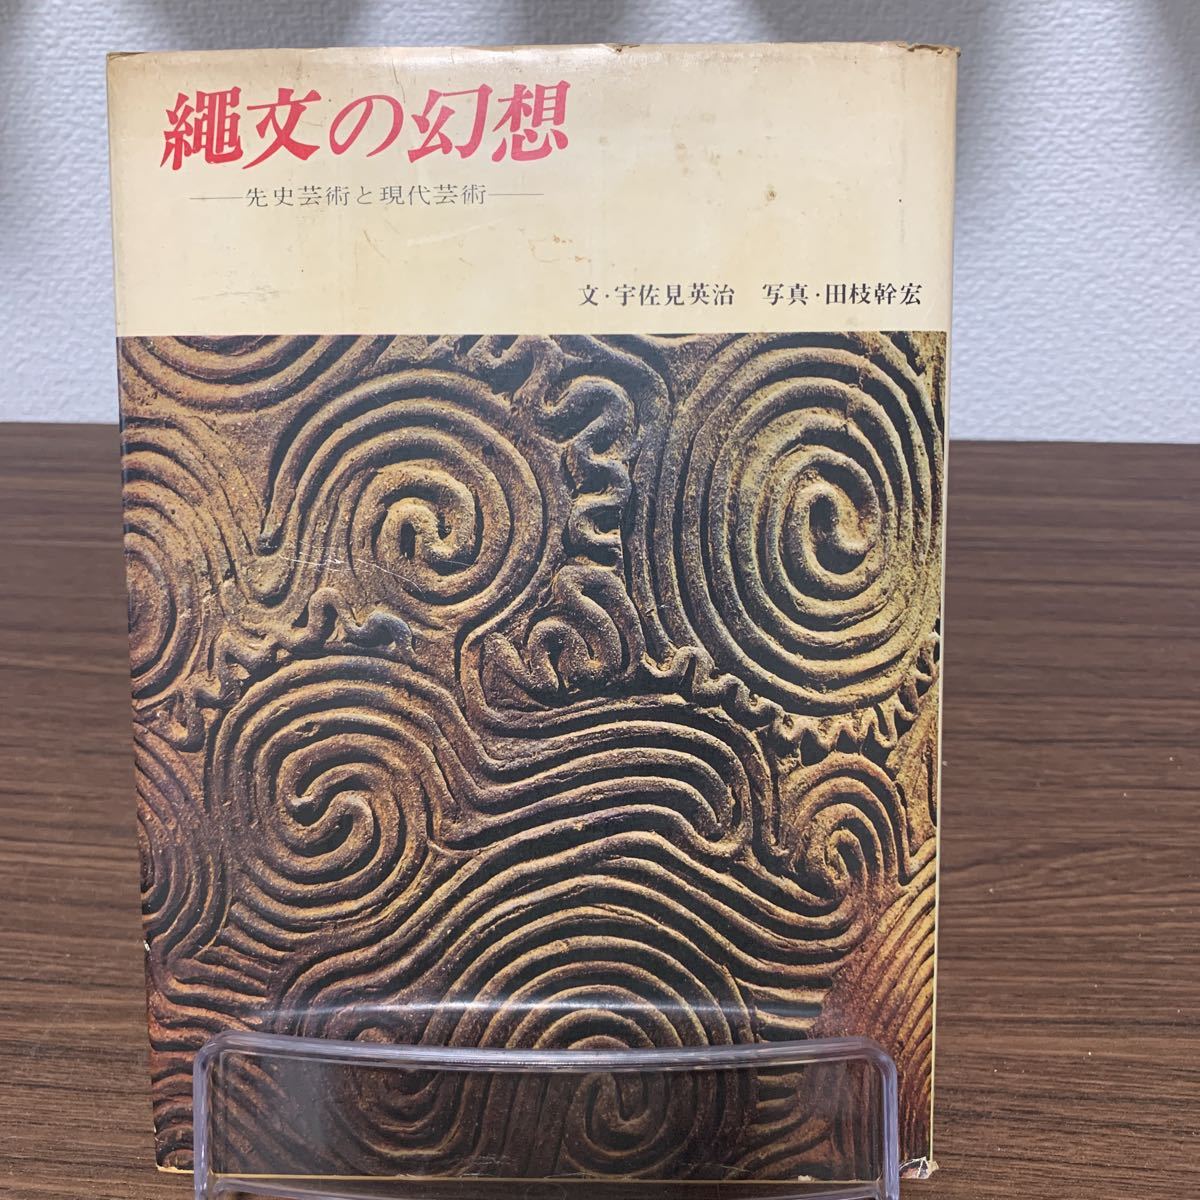 繩文の幻想
──先史芸術と現代芸術──
文・宇佐見英治 写真・田枝幹宏